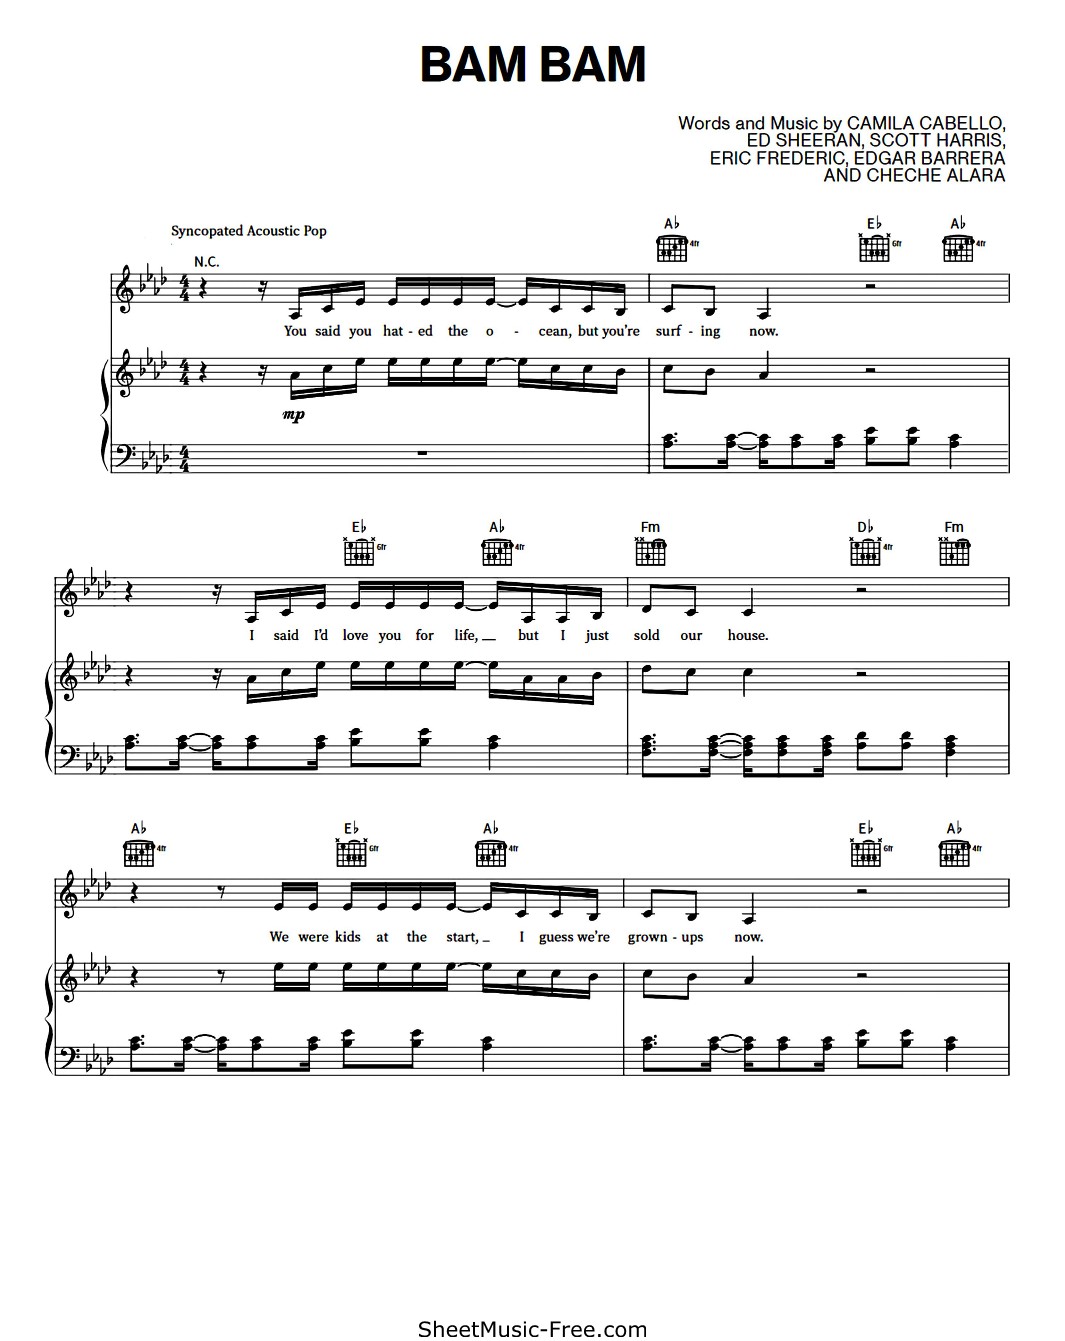 BAM BAM
Words and Music by CAMILA CABELLO,
ED SHEERAN, SCOTT HARRIS,
ERIC FREDERIC, EDGAR BARRERA
AND CHECHE ALARA
Syncopated Acoustic Pop
N.C. A♭ 4fr E♭ 6fr A♭ 4fr
You said you hat - ed the o - cean, but you're surf - ing now.
mp
E♭ 6fr A♭ 4fr Fm D♭ 4fr Fm
I said I'd love you for life, but I just sold our house.
A♭ 4fr E♭ 6fr A♭ 4fr E♭ 6fr A♭ 4fr
We were kids at the start, I guess we're grown - ups now.
SheetMusic-Free.com